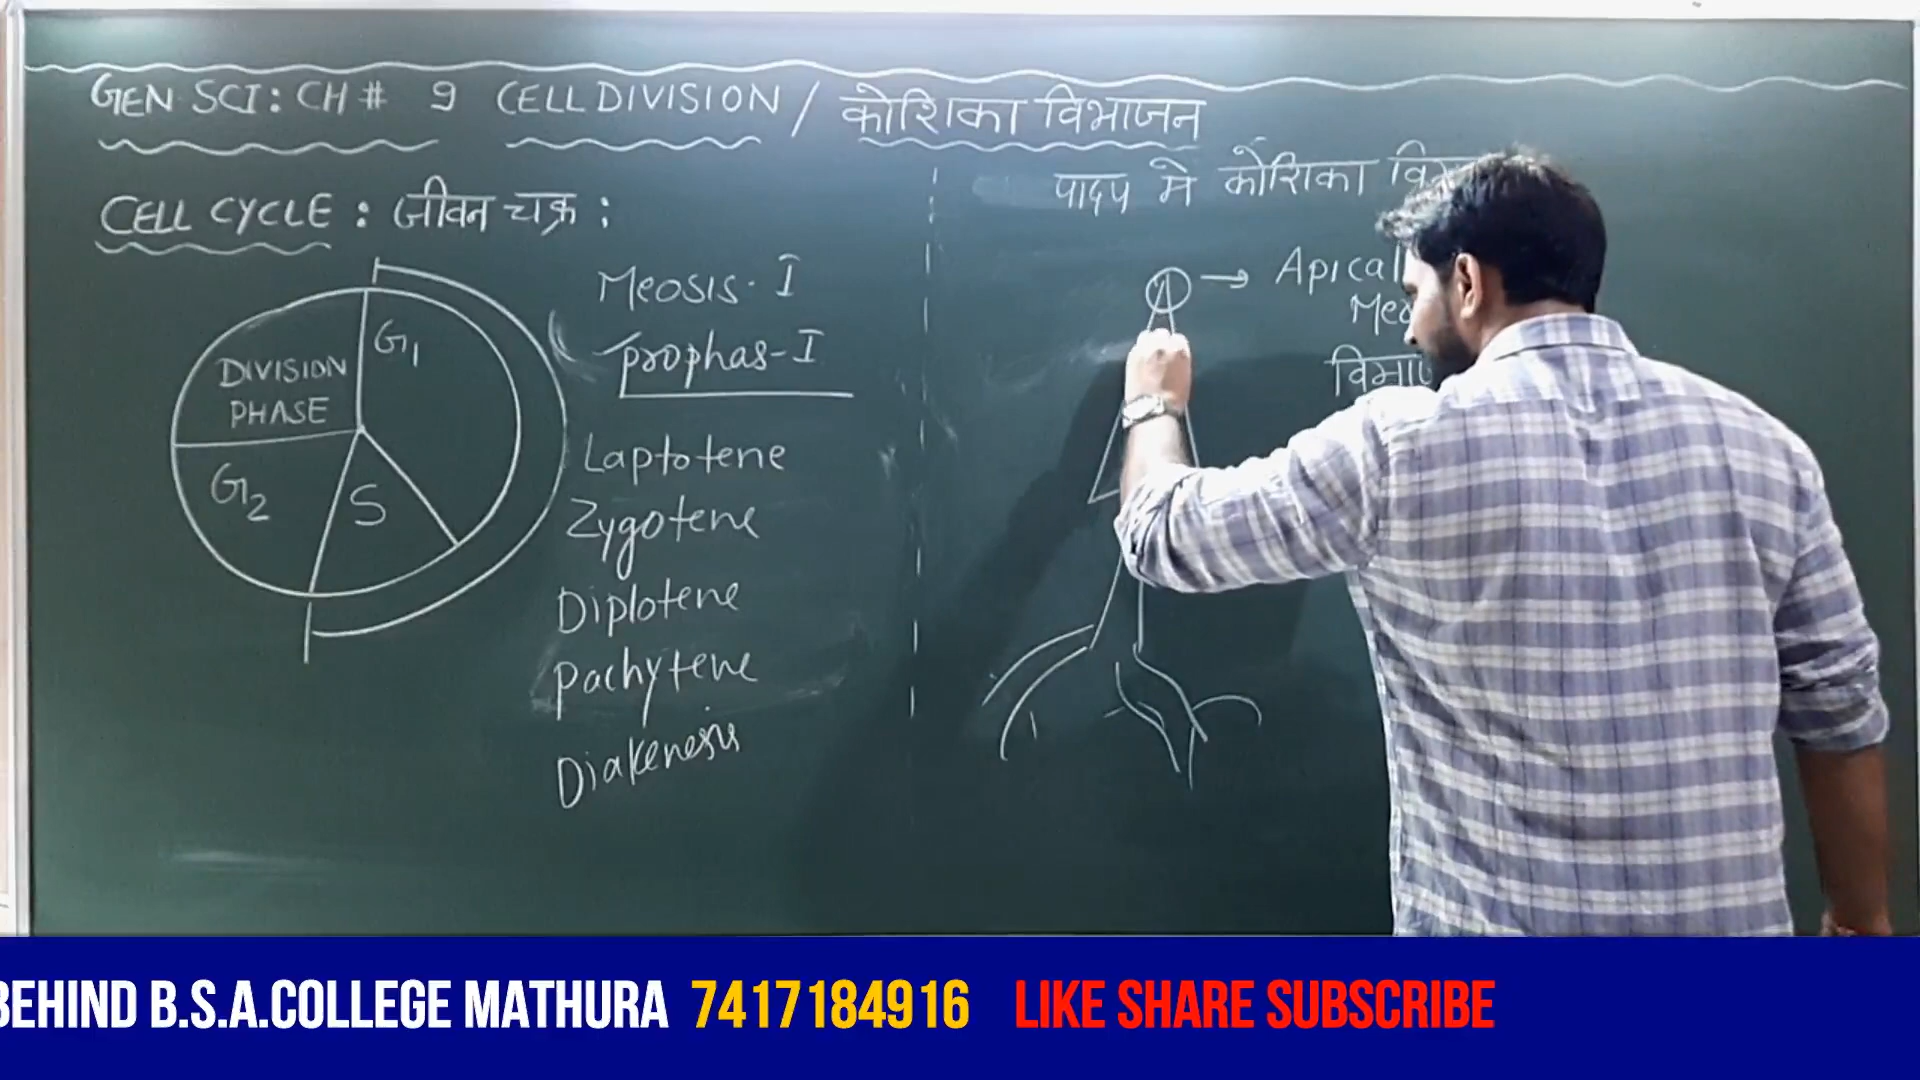 GEN SCI: CH # 9 CELL DIVISION / कोशिका विभाजन
CELL CYCLE : जीवन चक्र :
DIVISION
PHASE
G1
G2
S
Meosis - I
prophas-I
Laptotene
Zygotene
Diplotene
Pachytene
Diakenesis
पादप मे कोशिका
Apical
BEHIND B.S.A.COLLEGE MATHURA 7417184916 LIKE SHARE SUBSCRIBE